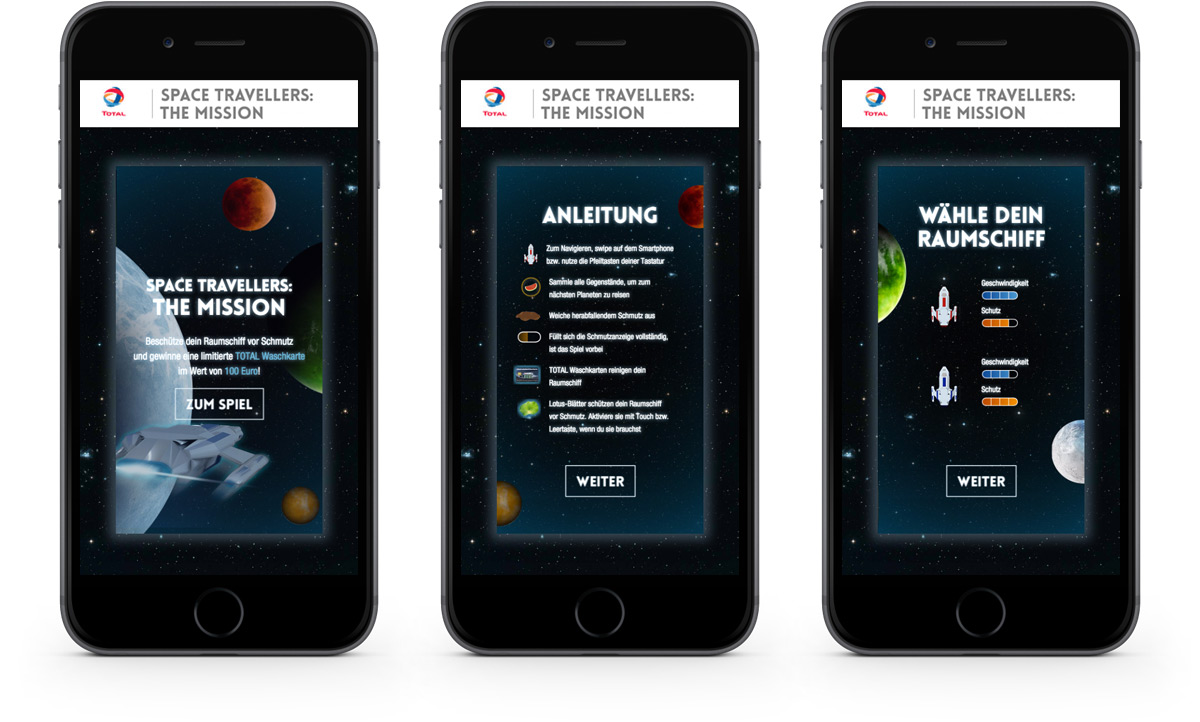 TOTAL
SPACE TRAVELLERS:
THE MISSION
SPACE TRAVELLERS:
THE MISSION
Beschütze dein Raumschiff vor Schmutz
und gewinne eine limitierte TOTAL Waschkarte
im Wert von 100 Euro!
ZUM SPIEL
TOTAL
SPACE TRAVELLERS:
THE MISSION
ANLEITUNG
Zum Navigieren, swipe auf dem Smartphone
bzw. nutze die Pfeiltasten deiner Tastatur
Sammle alle Gegenstände, um zum
nächsten Planeten zu reisen
Weiche herabfallendem Schmutz aus
Füllt sich die Schmutzanzeige vollständig,
ist das Spiel vorbei
TOTAL Waschkarten reinigen dein
Raumschiff
Lotus-Blätter schützen dein Raumschiff
vor Schmutz. Aktiviere sie mit Touch bzw.
Leertaste, wenn du sie brauchst
WEITER
TOTAL
SPACE TRAVELLERS:
THE MISSION
WÄHLE DEIN
RAUMSCHIFF
Geschwindigkeit
Schutz
Geschwindigkeit
Schutz
WEITER